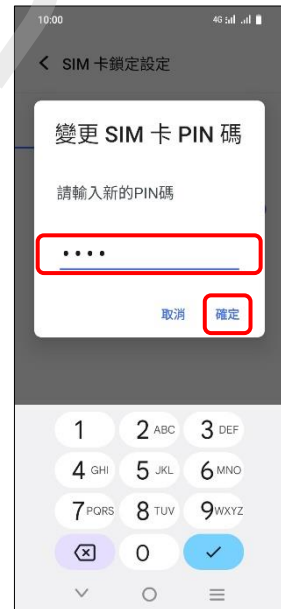 10:00 4G
SIM 卡鎖定設定
變更 SIM 卡 PIN 碼
請輸入新的PIN碼
••••
取消 確定
1 2 ABC 3 DEF
4 GHI 5 JKL 6 MNO
7 PQRS 8 TUV 9 WXYZ
0